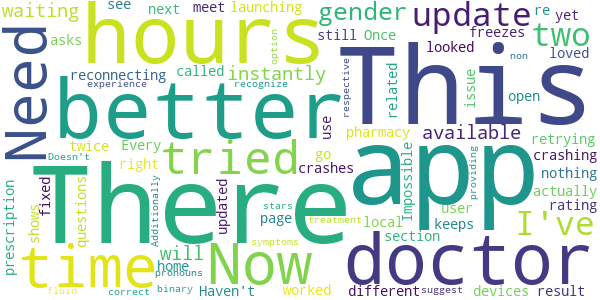 waiting
hours
gender
update
re
yet
see
next
meet
launching
Once
still
freezes
two
asks
option
looked
loved
Need
reconnecting
called
instantly
This
respective
related
issue
open
non
experience
recognize
use
better
pharmacy
available
Every
twice
tried
go
retrying
Doesn't
right
crashes
Impossible
providing
crashing
nothing
There
app
prescription
shows
fixed
questions
Additionally
updated
page
stars
treatment
local
user
actually
rating
I've
will
section
keeps
time
home
Now
symptoms
doctor
pronouns
fluid
correct
binary
Haven't
worked
different
suggest
devices
result